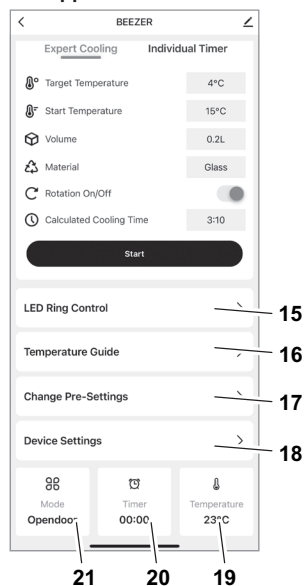 BEEZER
Expert Cooling Individual Timer
Target Temperature 4°C
Start Temperature 15°C
Volume 0.2L
Material Glass
Rotation On/Off
Calculated Cooling Time 3:10
Start
LED Ring Control
15
Temperature Guide
16
Change Pre-Settings
17
Device Settings
18
Mode Timer Temperature
Opendoor 00:00 23°C
21 20 19